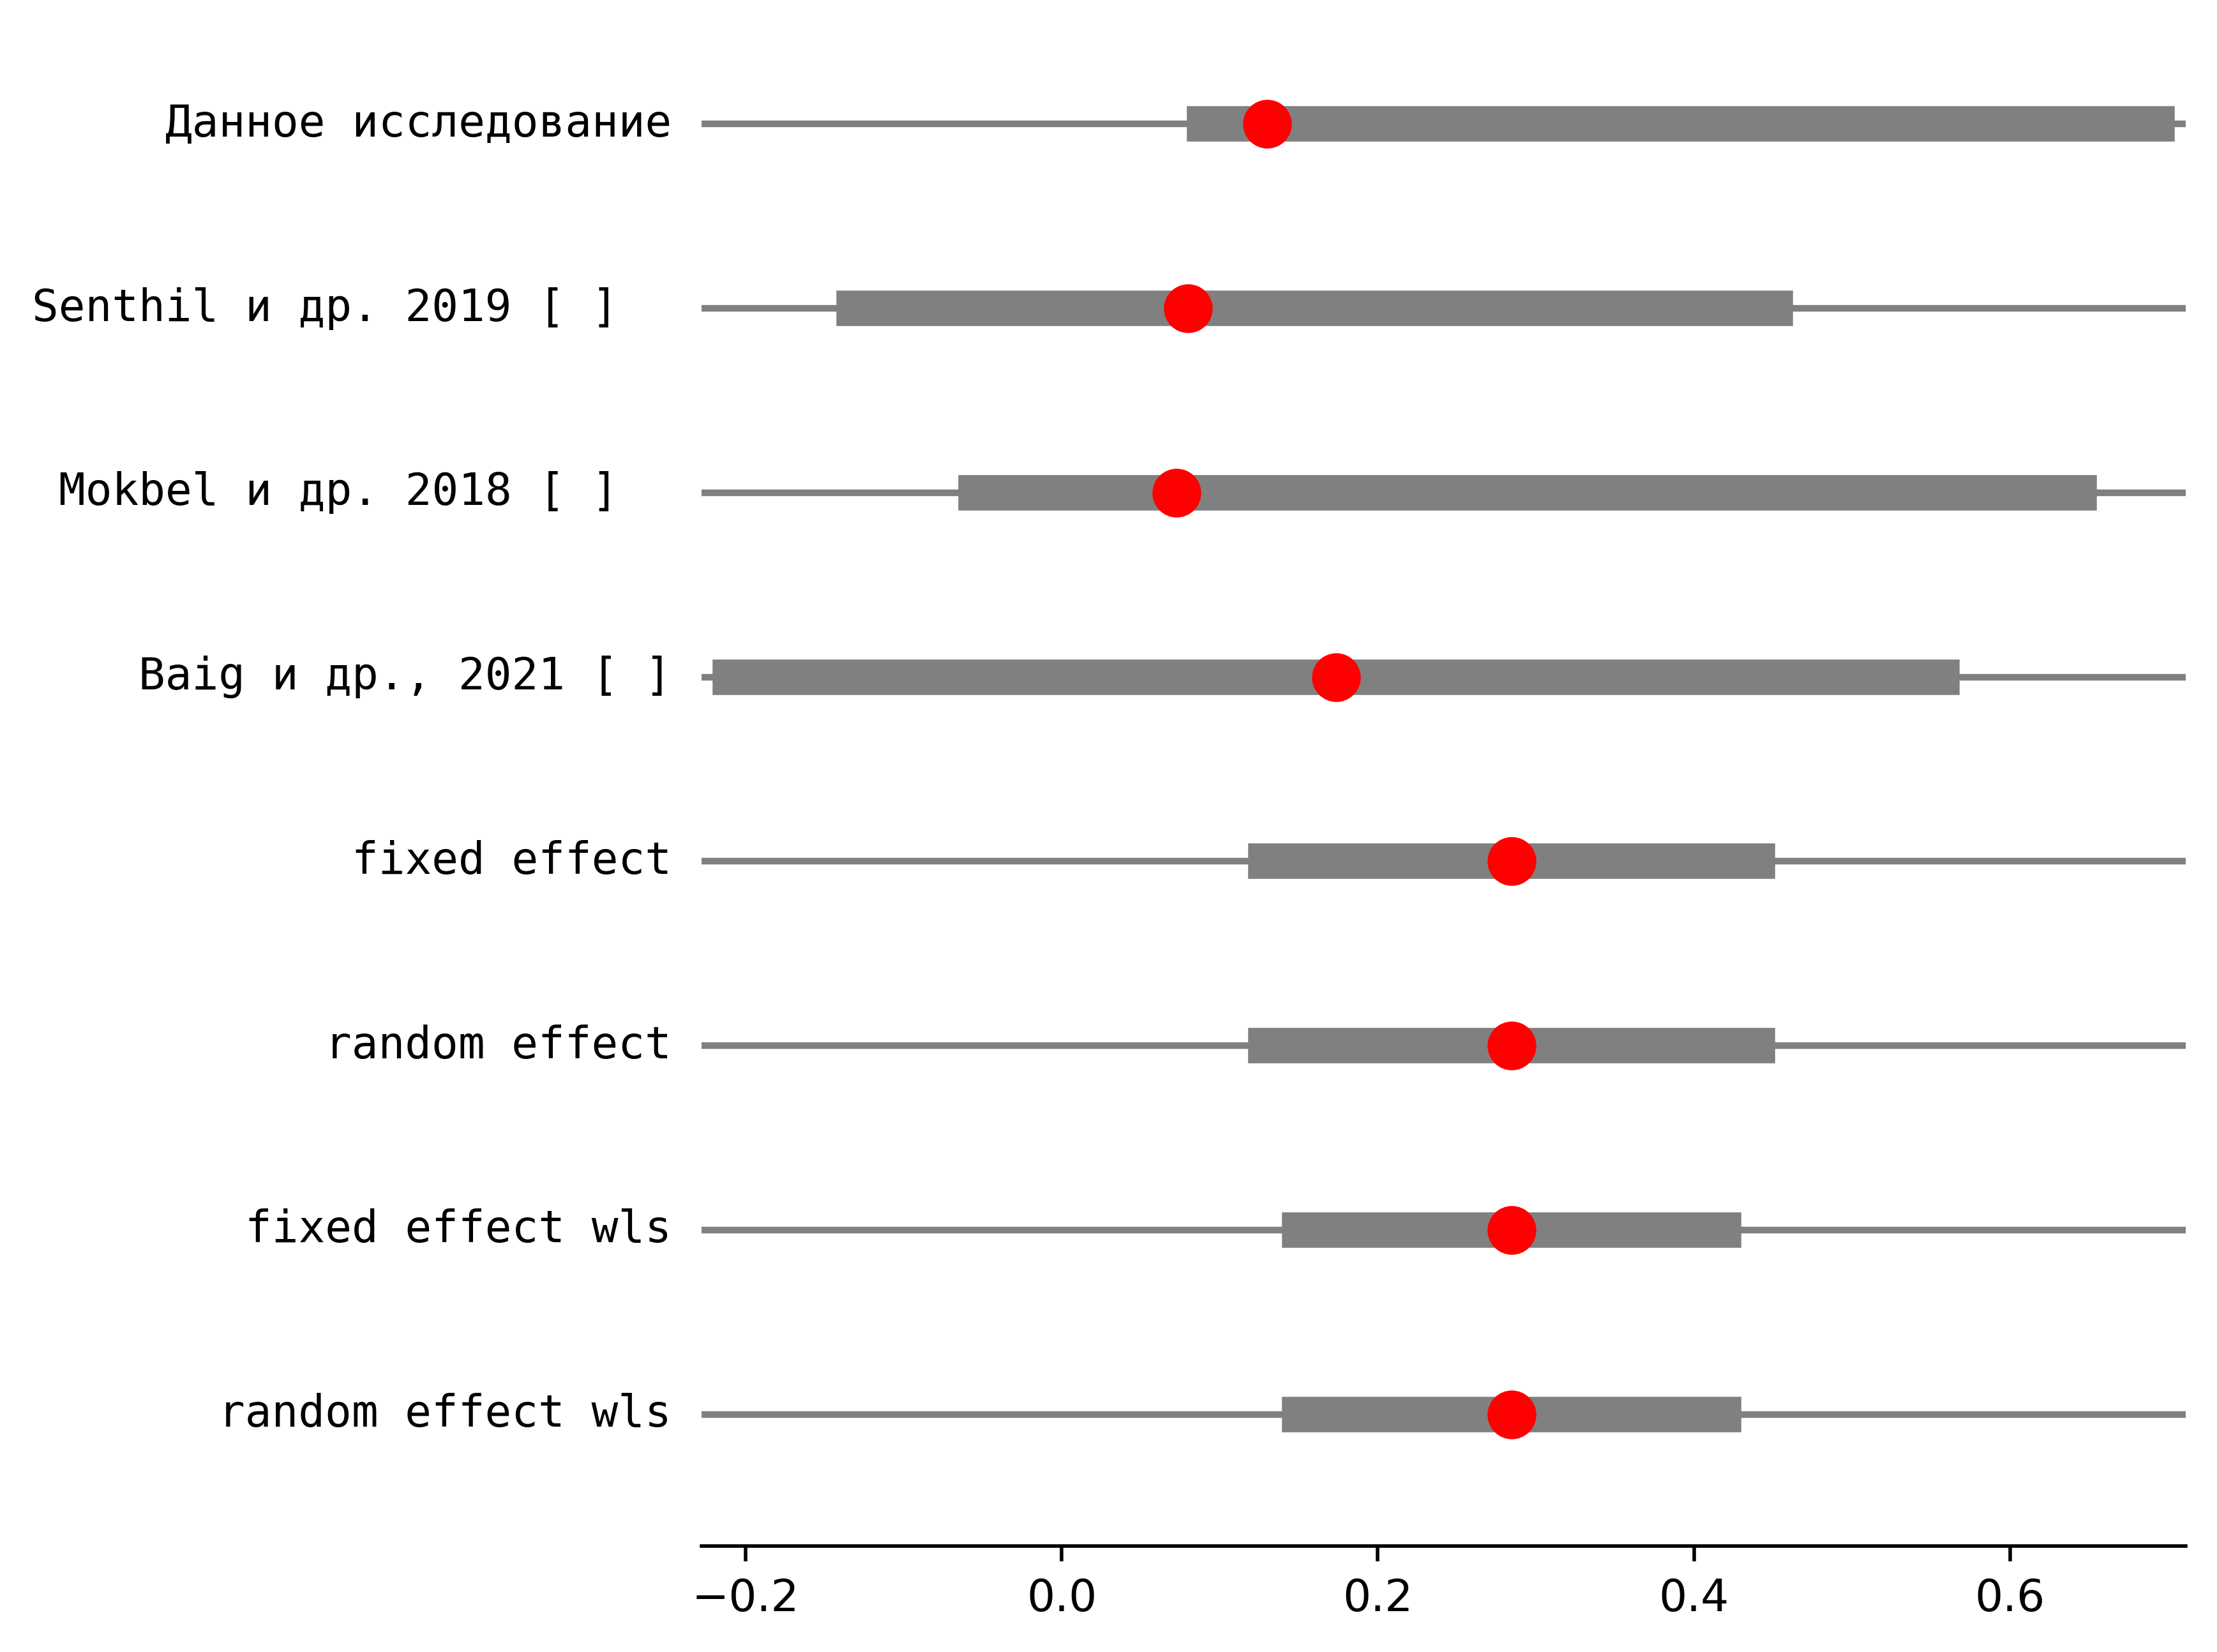 Данное исследование
Senthil и др. 2019 [ ]
Mokbel и др. 2018 [ ]
Baig и др., 2021 [ ]
fixed effect
random effect
fixed effect wls
random effect wls
−0.2 0.0 0.2 0.4 0.6